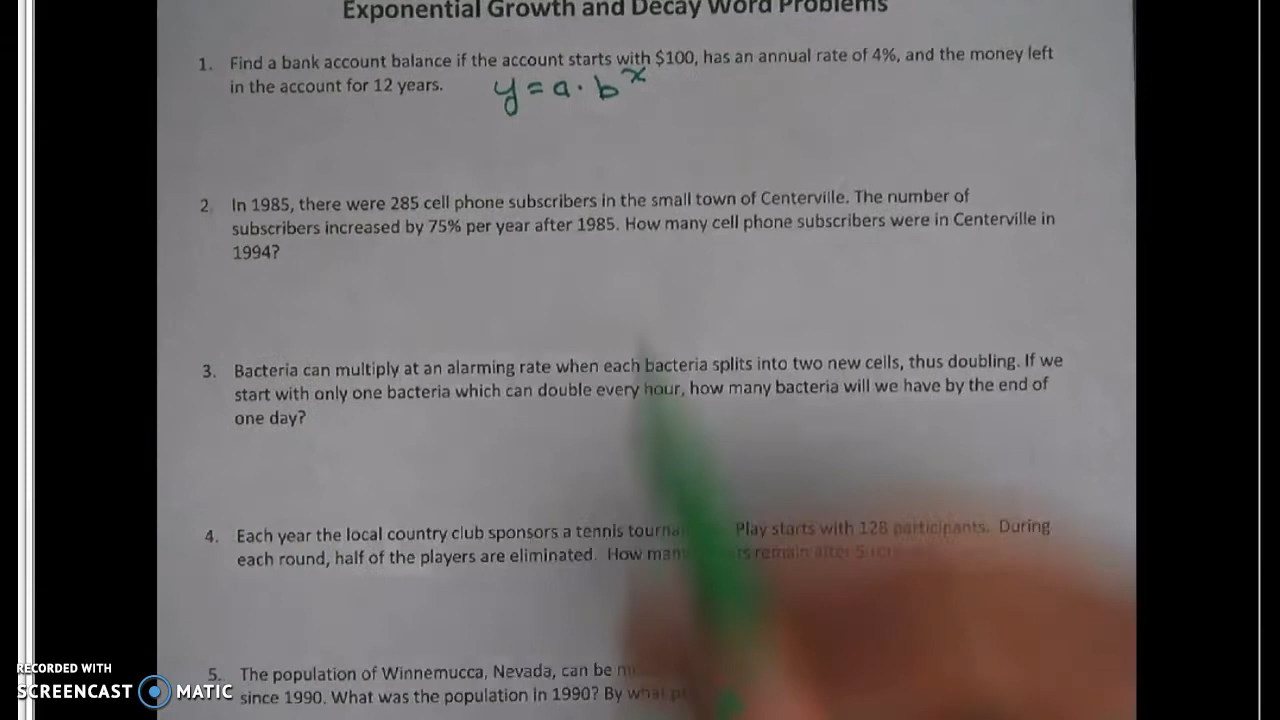 Exponential Growth and Decay Word Problems
1. Find a bank account balance if the account starts with $100, has an annual rate of 4%, and the money left
in the account for 12 years.
y = a · b^x
2. In 1985, there were 285 cell phone subscribers in the small town of Centerville. The number of
subscribers increased by 75% per year after 1985. How many cell phone subscribers were in Centerville in
1994?
3. Bacteria can multiply at an alarming rate when each bacteria splits into two new cells, thus doubling. If we
start with only one bacteria which can double every hour, how many bacteria will we have by the end of
one day?
4. Each year the local country club sponsors a tennis Play starts with 128 participants. During
each round, half of the players are eliminated. How remain after 5
5. The population of Winnemucca, Nevada, can be
since 1990. What was the population in 1990? By what
RECORDED WITH
SCREENCAST MATIC